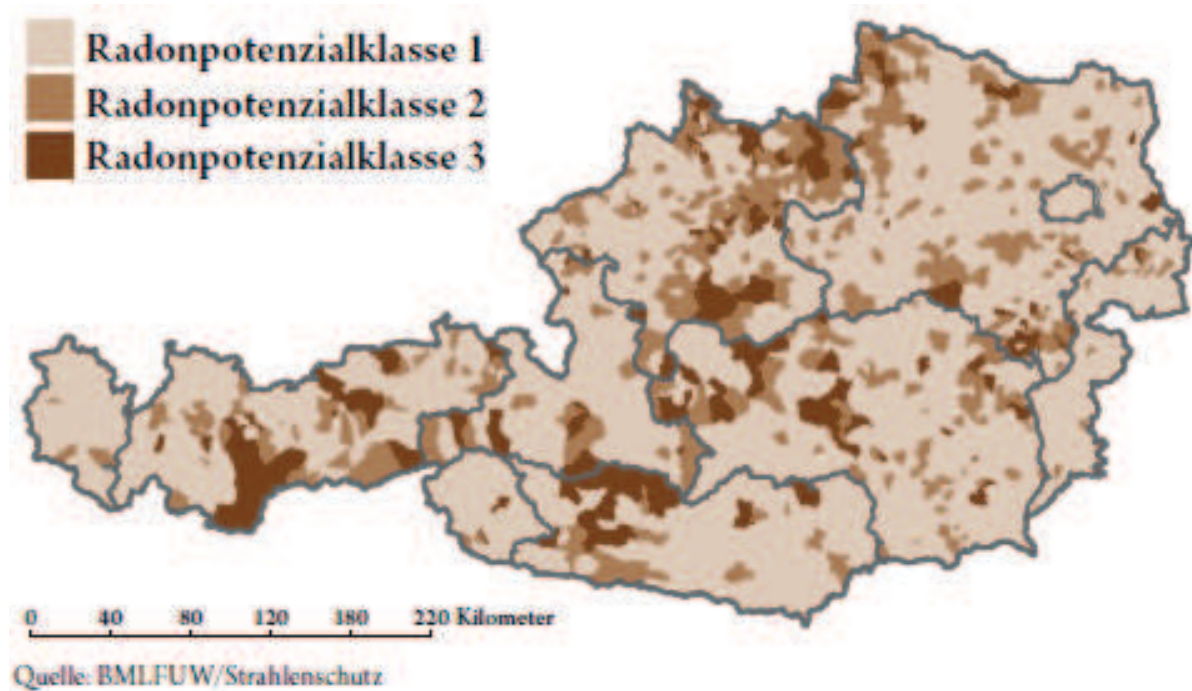 Radonpotenzialklasse 1
Radonpotenzialklasse 2
Radonpotenzialklasse 3
0 40 80 120 180 220 Kilometer
Quelle: BMLFUW/Strahlenschutz